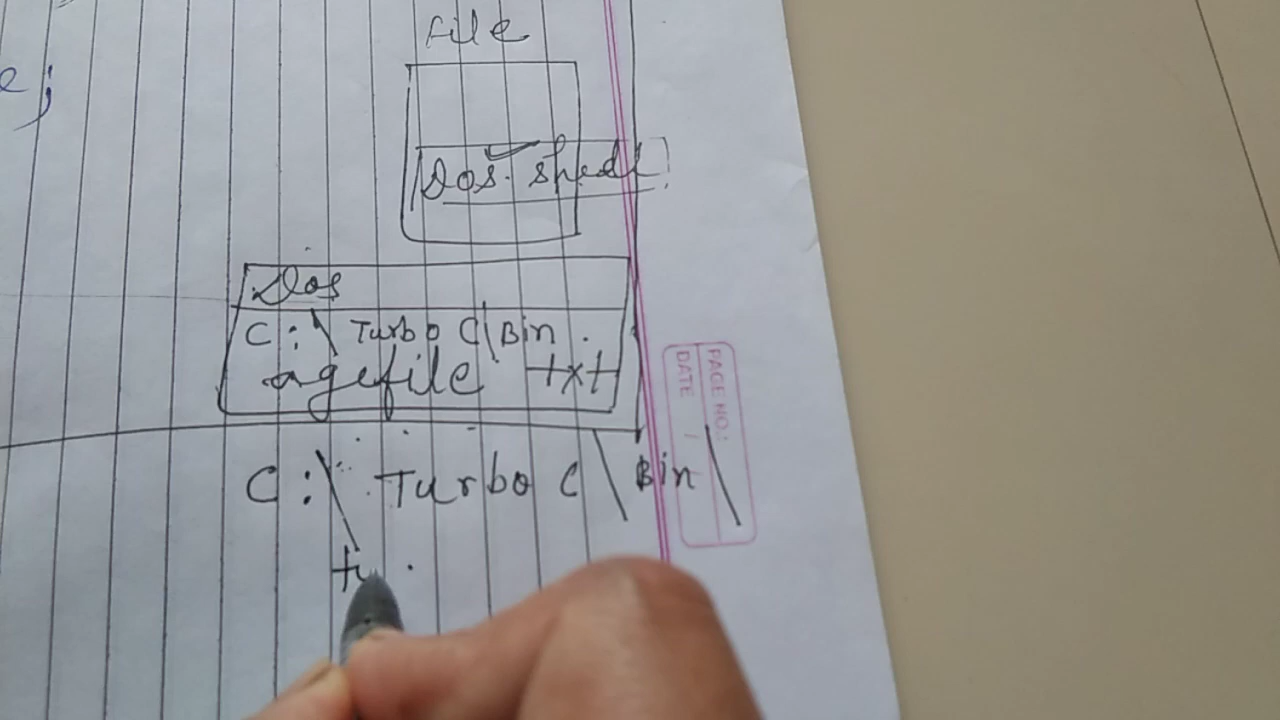 File
e;
Dos. Shell
Dos
C:\ Turbo C\Bin
agefile txt
PAGE NO.:
DATE / /
C:\ Turbo C \ Bin \